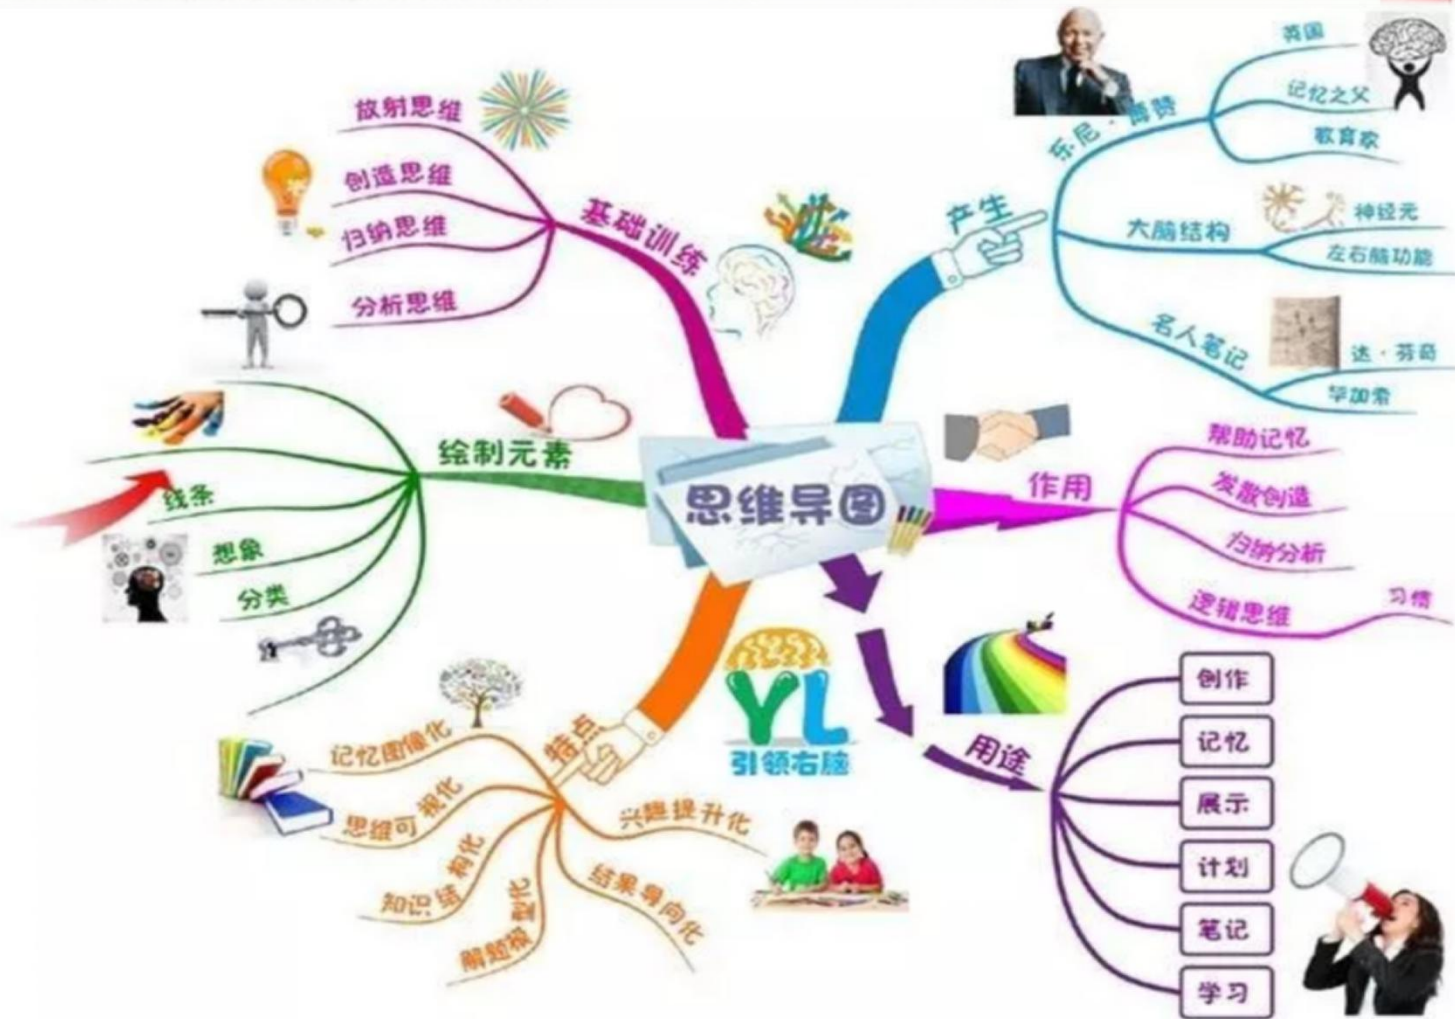 思维导图
产生
东尼·博赞
英国
记忆之父
教育家
大脑结构
神经元
左右脑功能
名人笔记
达·芬奇
毕加索
作用
帮助记忆
发散创造
归纳分析
逻辑思维
习惯
用途
创作
记忆
展示
计划
笔记
学习
特点
兴趣提升化
结果导向化
解题模型化
知识结构化
思维可视化
记忆图像化
绘制元素
线条
想象
分类
基础训练
放射思维
创造思维
归纳思维
分析思维
YL
引领右脑